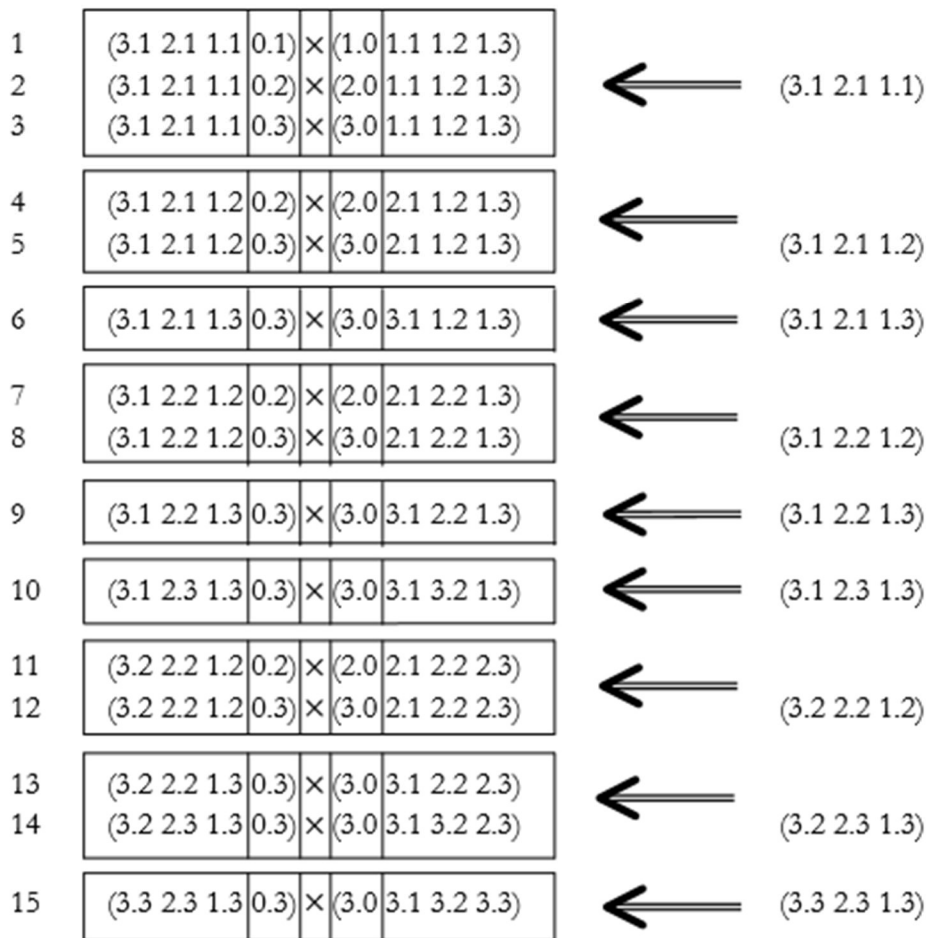 1 (3.1 2.1 1.1 0.1) × (1.0 1.1 1.2 1.3)
2 (3.1 2.1 1.1 0.2) × (2.0 1.1 1.2 1.3) (3.1 2.1 1.1)
3 (3.1 2.1 1.1 0.3) × (3.0 1.1 1.2 1.3)
4 (3.1 2.1 1.2 0.2) × (2.0 2.1 1.2 1.3)
5 (3.1 2.1 1.2 0.3) × (3.0 2.1 1.2 1.3) (3.1 2.1 1.2)
6 (3.1 2.1 1.3 0.3) × (3.0 3.1 1.2 1.3) (3.1 2.1 1.3)
7 (3.1 2.2 1.2 0.2) × (2.0 2.1 2.2 1.3)
8 (3.1 2.2 1.2 0.3) × (3.0 2.1 2.2 1.3) (3.1 2.2 1.2)
9 (3.1 2.2 1.3 0.3) × (3.0 3.1 2.2 1.3) (3.1 2.2 1.3)
10 (3.1 2.3 1.3 0.3) × (3.0 3.1 3.2 1.3) (3.1 2.3 1.3)
11 (3.2 2.2 1.2 0.2) × (2.0 2.1 2.2 2.3)
12 (3.2 2.2 1.2 0.3) × (3.0 2.1 2.2 2.3) (3.2 2.2 1.2)
13 (3.2 2.2 1.3 0.3) × (3.0 3.1 2.2 2.3)
14 (3.2 2.3 1.3 0.3) × (3.0 3.1 3.2 2.3) (3.2 2.3 1.3)
15 (3.3 2.3 1.3 0.3) × (3.0 3.1 3.2 3.3) (3.3 2.3 1.3)